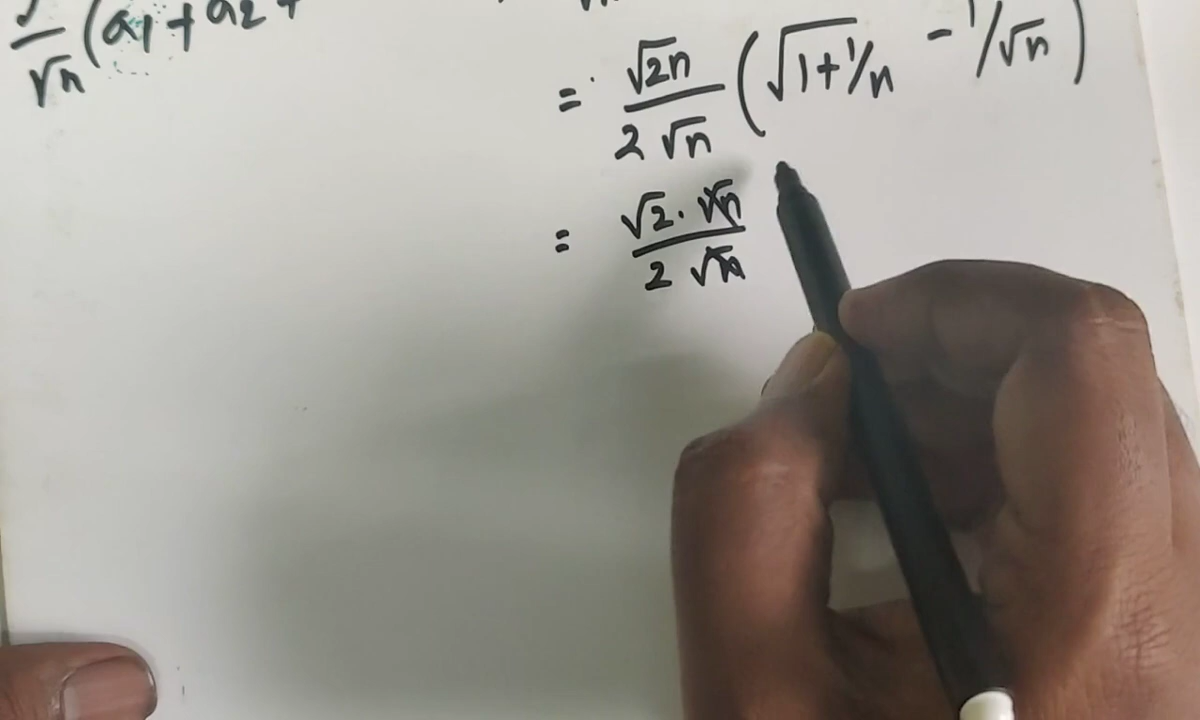 /√n (a1 + a2 +
= √2n / 2√n (√1+1/n - 1/√n)
= √2 . √n / 2 √n